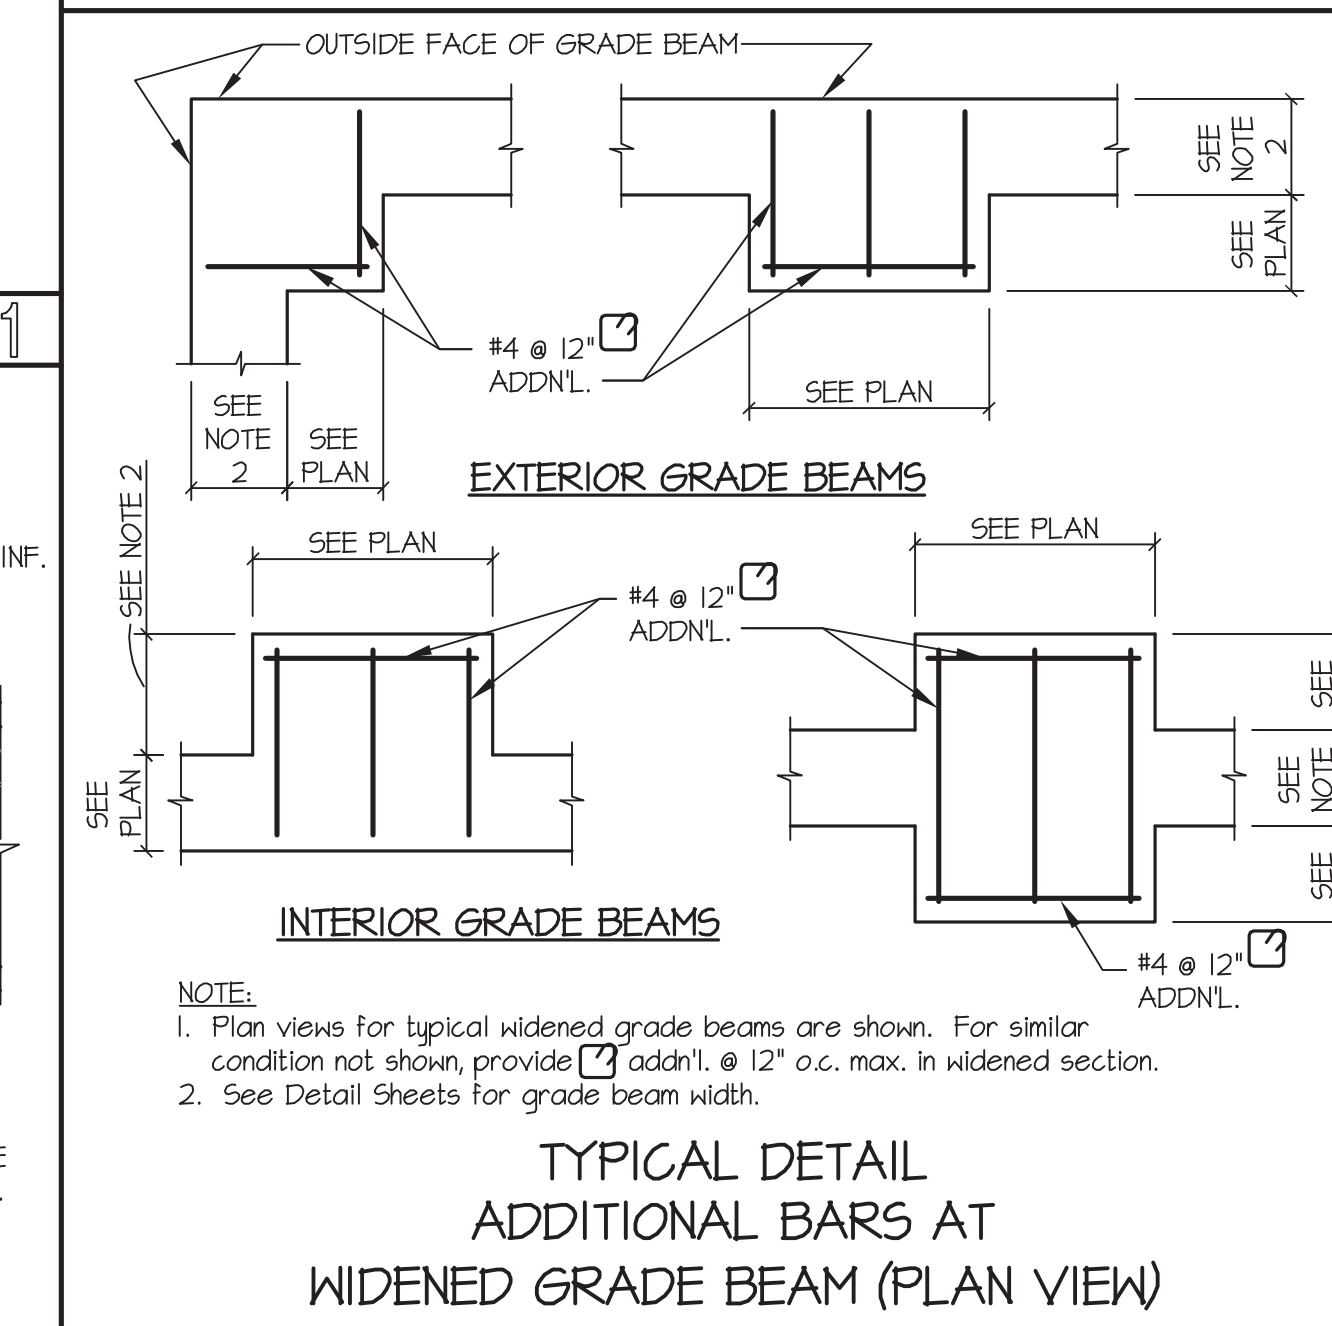 OUTSIDE FACE OF GRADE BEAM
SEE
NOTE
2
SEE
PLAN
1
#4 @ 12"
ADDN'L.
SEE PLAN
SEE
NOTE
2
SEE
PLAN
EXTERIOR GRADE BEAMS
SEE NOTE 2
SEE PLAN
SEE PLAN
INF.
#4 @ 12"
ADDN'L.
SEE
SEE
PLAN
SEE
NOTE
SEE
INTERIOR GRADE BEAMS
#4 @ 12"
ADDN'L.
NOTE:
1. Plan views for typical widened grade beams are shown. For similar
condition not shown, provide addn'l. @ 12" o.c. max. in widened section.
2. See Detail Sheets for grade beam width.
TYPICAL DETAIL
ADDITIONAL BARS AT
WIDENED GRADE BEAM (PLAN VIEW)